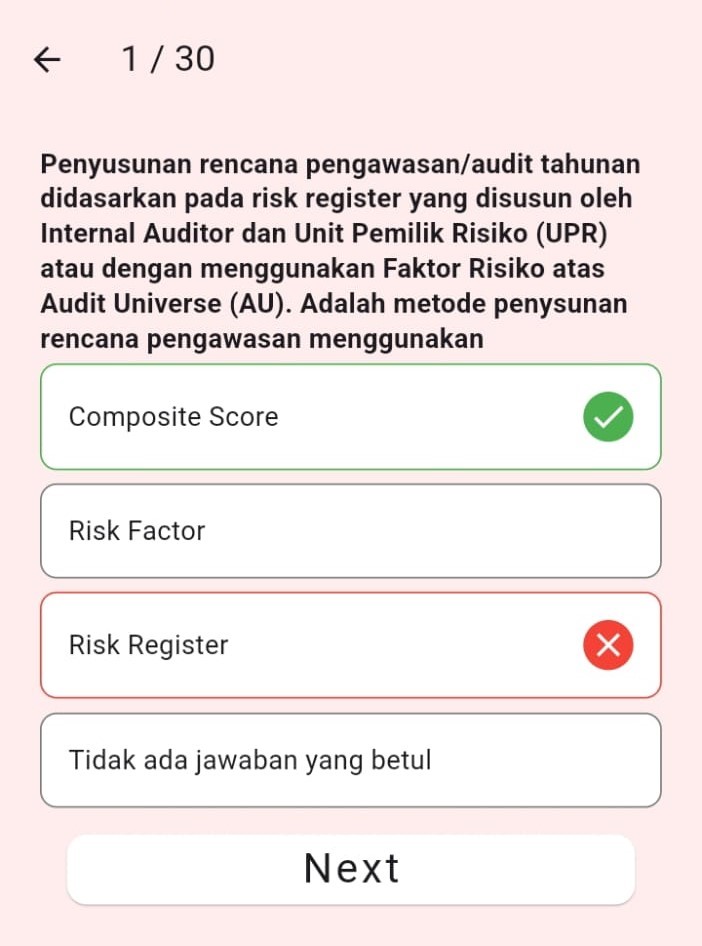 1 / 30
Penyusunan rencana pengawasan/audit tahunan
didasarkan pada risk register yang disusun oleh
Internal Auditor dan Unit Pemilik Risiko (UPR)
atau dengan menggunakan Faktor Risiko atas
Audit Universe (AU). Adalah metode penysunan
rencana pengawasan menggunakan
Composite Score
Risk Factor
Risk Register
Tidak ada jawaban yang betul
Next